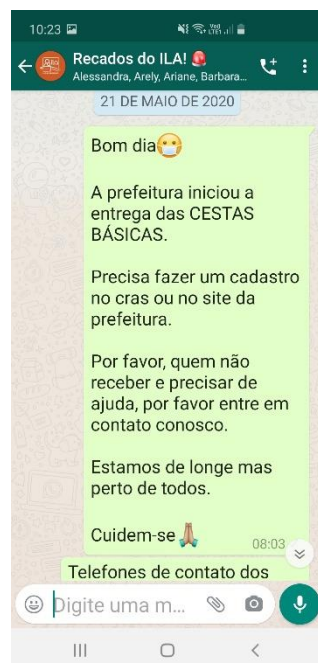 10:23
Recados do ILA!
Alessandra, Arely, Ariane, Barbara...
21 DE MAIO DE 2020
Bom dia😷
A prefeitura iniciou a
entrega das CESTAS
BÁSICAS.
Precisa fazer um cadastro
no cras ou no site da
prefeitura.
Por favor, quem não
receber e precisar de
ajuda, por favor entre em
contato conosco.
Estamos de longe mas
perto de todos.
Cuidem-se🙏🏼
08:03
Telefones de contato dos
Digite uma m...